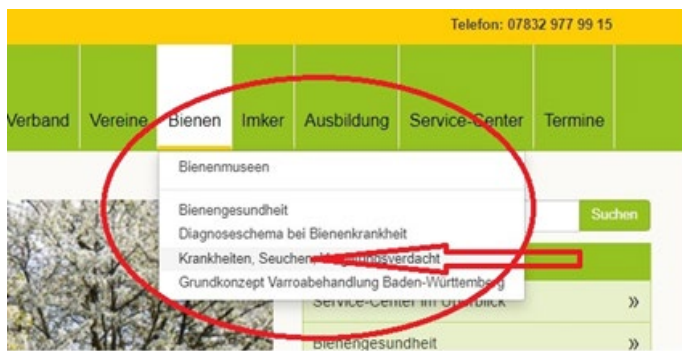 Telefon: 07832 977 99 15
Verband Vereine Bienen Imker Ausbildung Service-Center Termine
Bienenmuseen
Bienengesundheit
Suchen
Diagnoseschema bei Bienenkrankheit
Krankheiten, Seuchen, Vergiftungsverdacht
Grundkonzept Varroabehandlung Baden-Württemberg
Service-Center im Überblick »
Bienengesundheit »